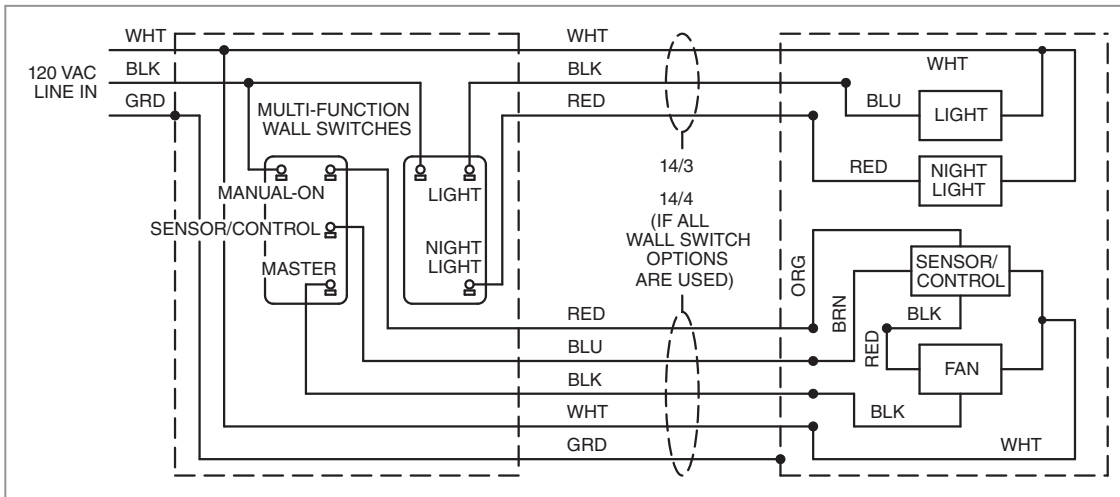 WHT
WHT
WHT
120 VAC
LINE IN
BLK
BLK
GRD
RED
MULTI-FUNCTION
WALL SWITCHES
BLU
LIGHT
14/3
RED
NIGHT
LIGHT
MANUAL-ON
LIGHT
14/4
(IF ALL
WALL SWITCH
OPTIONS
ARE USED)
SENSOR/CONTROL
MASTER
NIGHT
LIGHT
ORG
BRN
SENSOR/
CONTROL
RED
BLK
RED
BLU
FAN
BLK
BLK
WHT
WHT
GRD